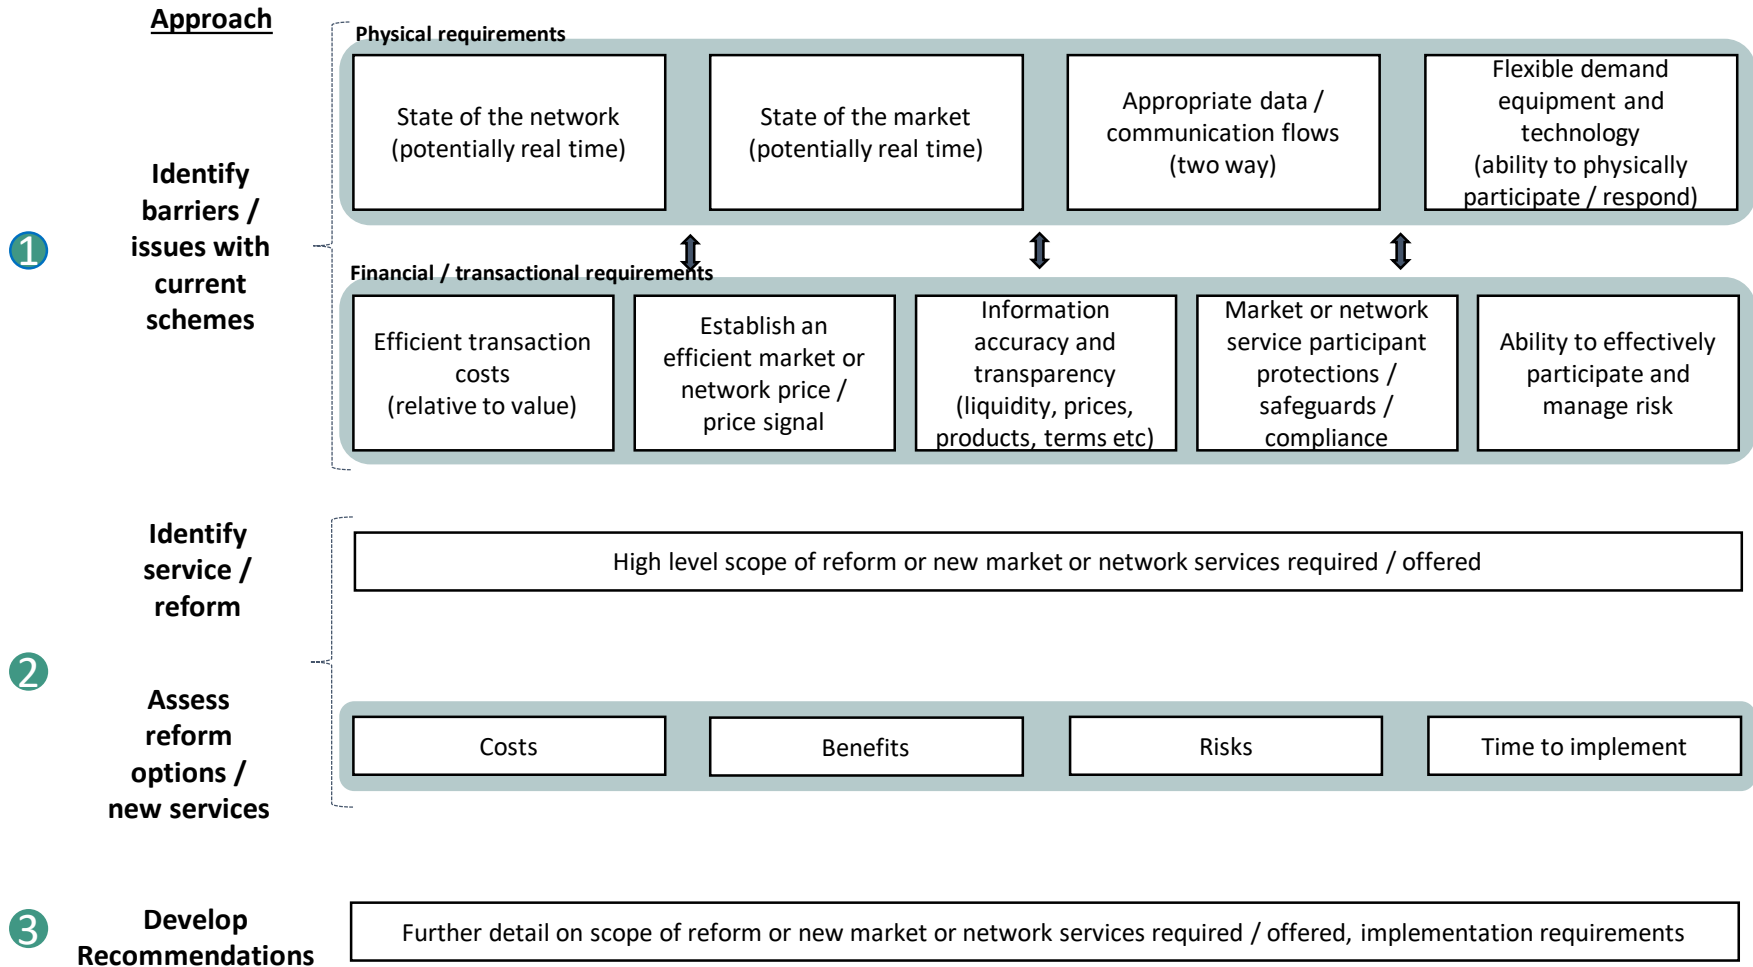 Approach
Physical requirements
State of the network
(potentially real time)
State of the market
(potentially real time)
Appropriate data /
communication flows
(two way)
Flexible demand
equipment and
technology
(ability to physically
participate / respond)
1
Identify
barriers /
issues with
current
schemes
Financial / transactional requirements
Efficient transaction
costs
(relative to value)
Establish an
efficient market or
network price /
price signal
Information
accuracy and
transparency
(liquidity, prices,
products, terms etc)
Market or network
service participant
protections /
safeguards /
compliance
Ability to effectively
participate and
manage risk
2
Identify
service /
reform
High level scope of reform or new market or network services required / offered
Assess
reform
options /
new services
Costs
Benefits
Risks
Time to implement
3
Develop
Recommendations
Further detail on scope of reform or new market or network services required / offered, implementation requirements